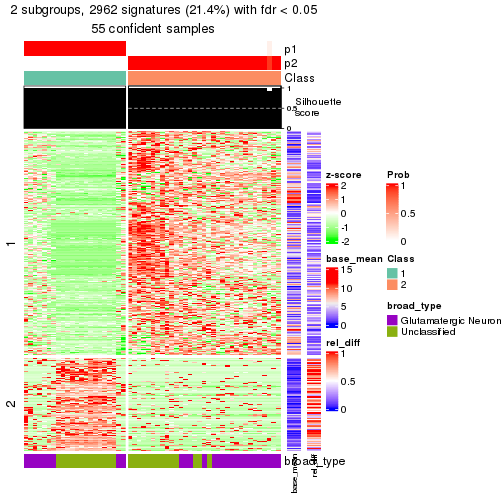 2 subgroups, 2962 signatures (21.4%) with fdr < 0.05
55 confident samples
p1
p2
Class
1
0.5
0
Silhouette
score
1
2
z-score
2
1
0
-1
-2
Prob
1
0.5
0
base_mean
15
10
5
0
Class
1
2
broad_type
Glutamatergic Neuron
Unclassified
rel_diff
1
0.5
0
broad_type
base_mean
rel_diff